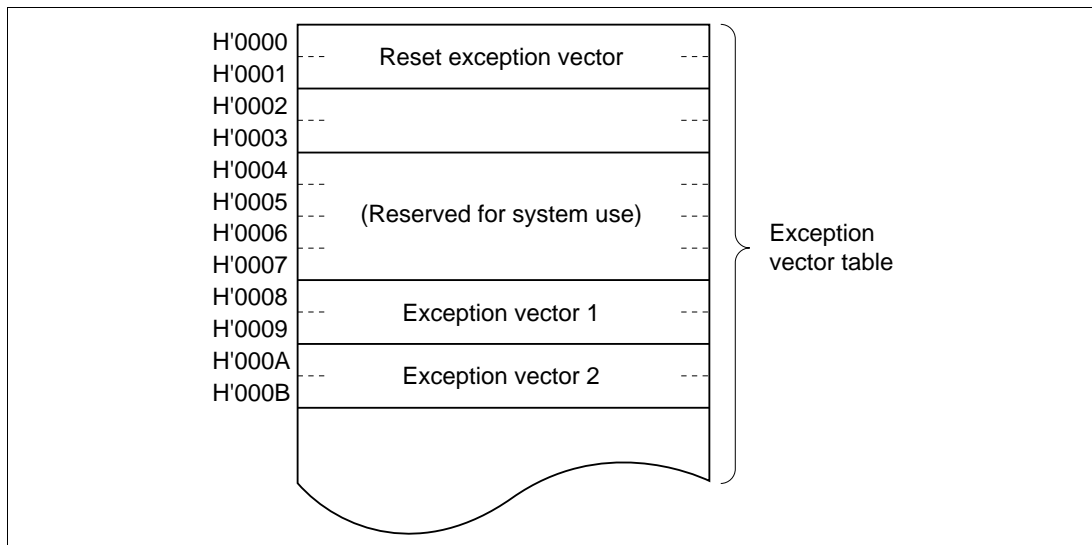 H'0000
Reset exception vector
H'0001
H'0002
H'0003
H'0004
H'0005
(Reserved for system use)
H'0006
H'0007
Exception
vector table
H'0008
Exception vector 1
H'0009
H'000A
Exception vector 2
H'000B